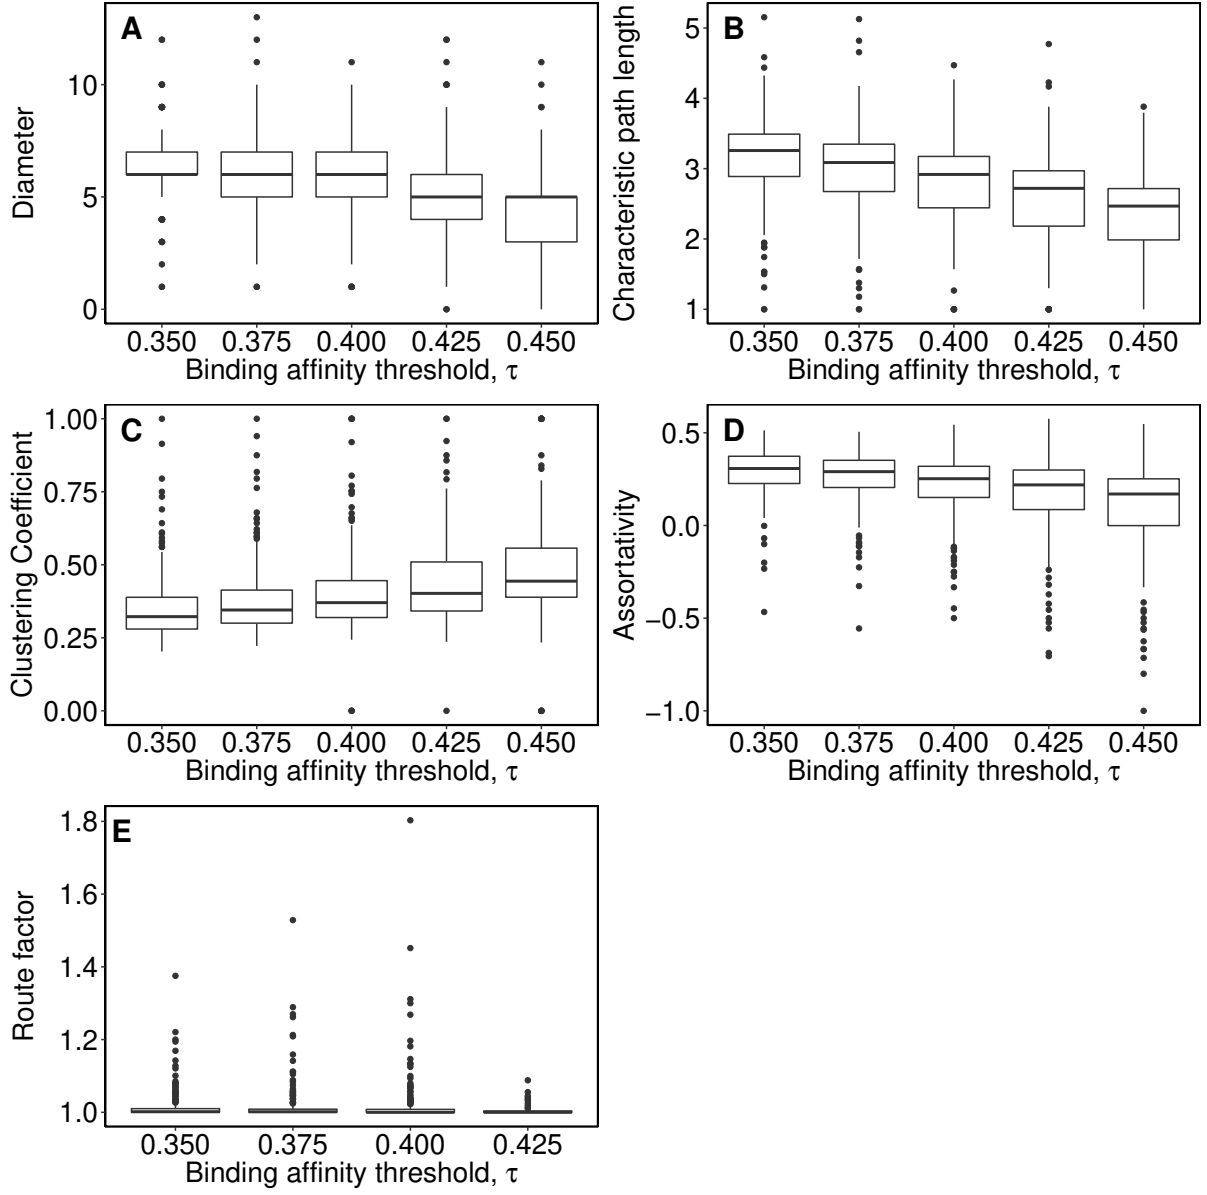 A
Diameter
10
5
0
0.350 0.375 0.400 0.425 0.450
Binding affinity threshold, τ
B
Characteristic path length
5
4
3
2
1
0.350 0.375 0.400 0.425 0.450
Binding affinity threshold, τ
C
Clustering Coefficient
1.00
0.75
0.50
0.25
0.00
0.350 0.375 0.400 0.425 0.450
Binding affinity threshold, τ
D
Assortativity
0.5
0.0
−0.5
−1.0
0.350 0.375 0.400 0.425 0.450
Binding affinity threshold, τ
E
Route factor
1.8
1.6
1.4
1.2
1.0
0.350 0.375 0.400 0.425
Binding affinity threshold, τ